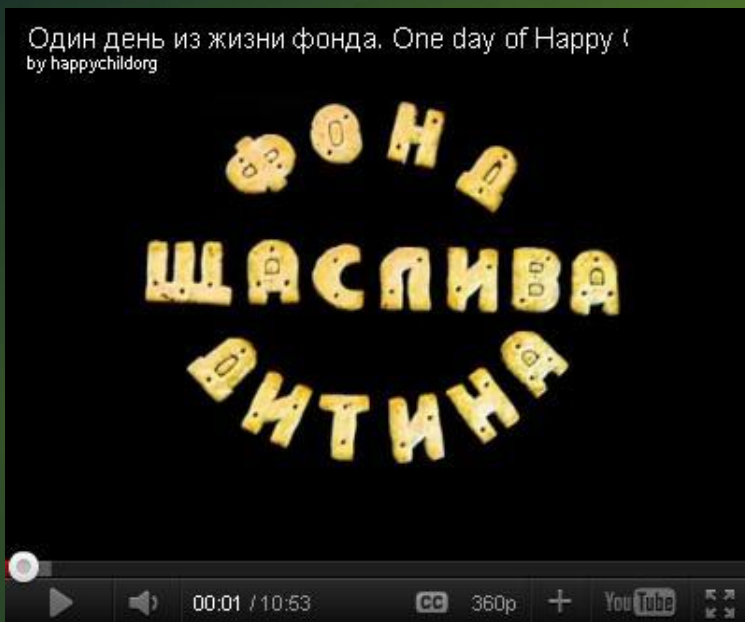 Один день из жизни фонда. One day of Happy (
by happychildorg
ФОНД
ЩАСЛИВА
ДИТИНА
00:01 / 10:53
CC
360p
YouTube